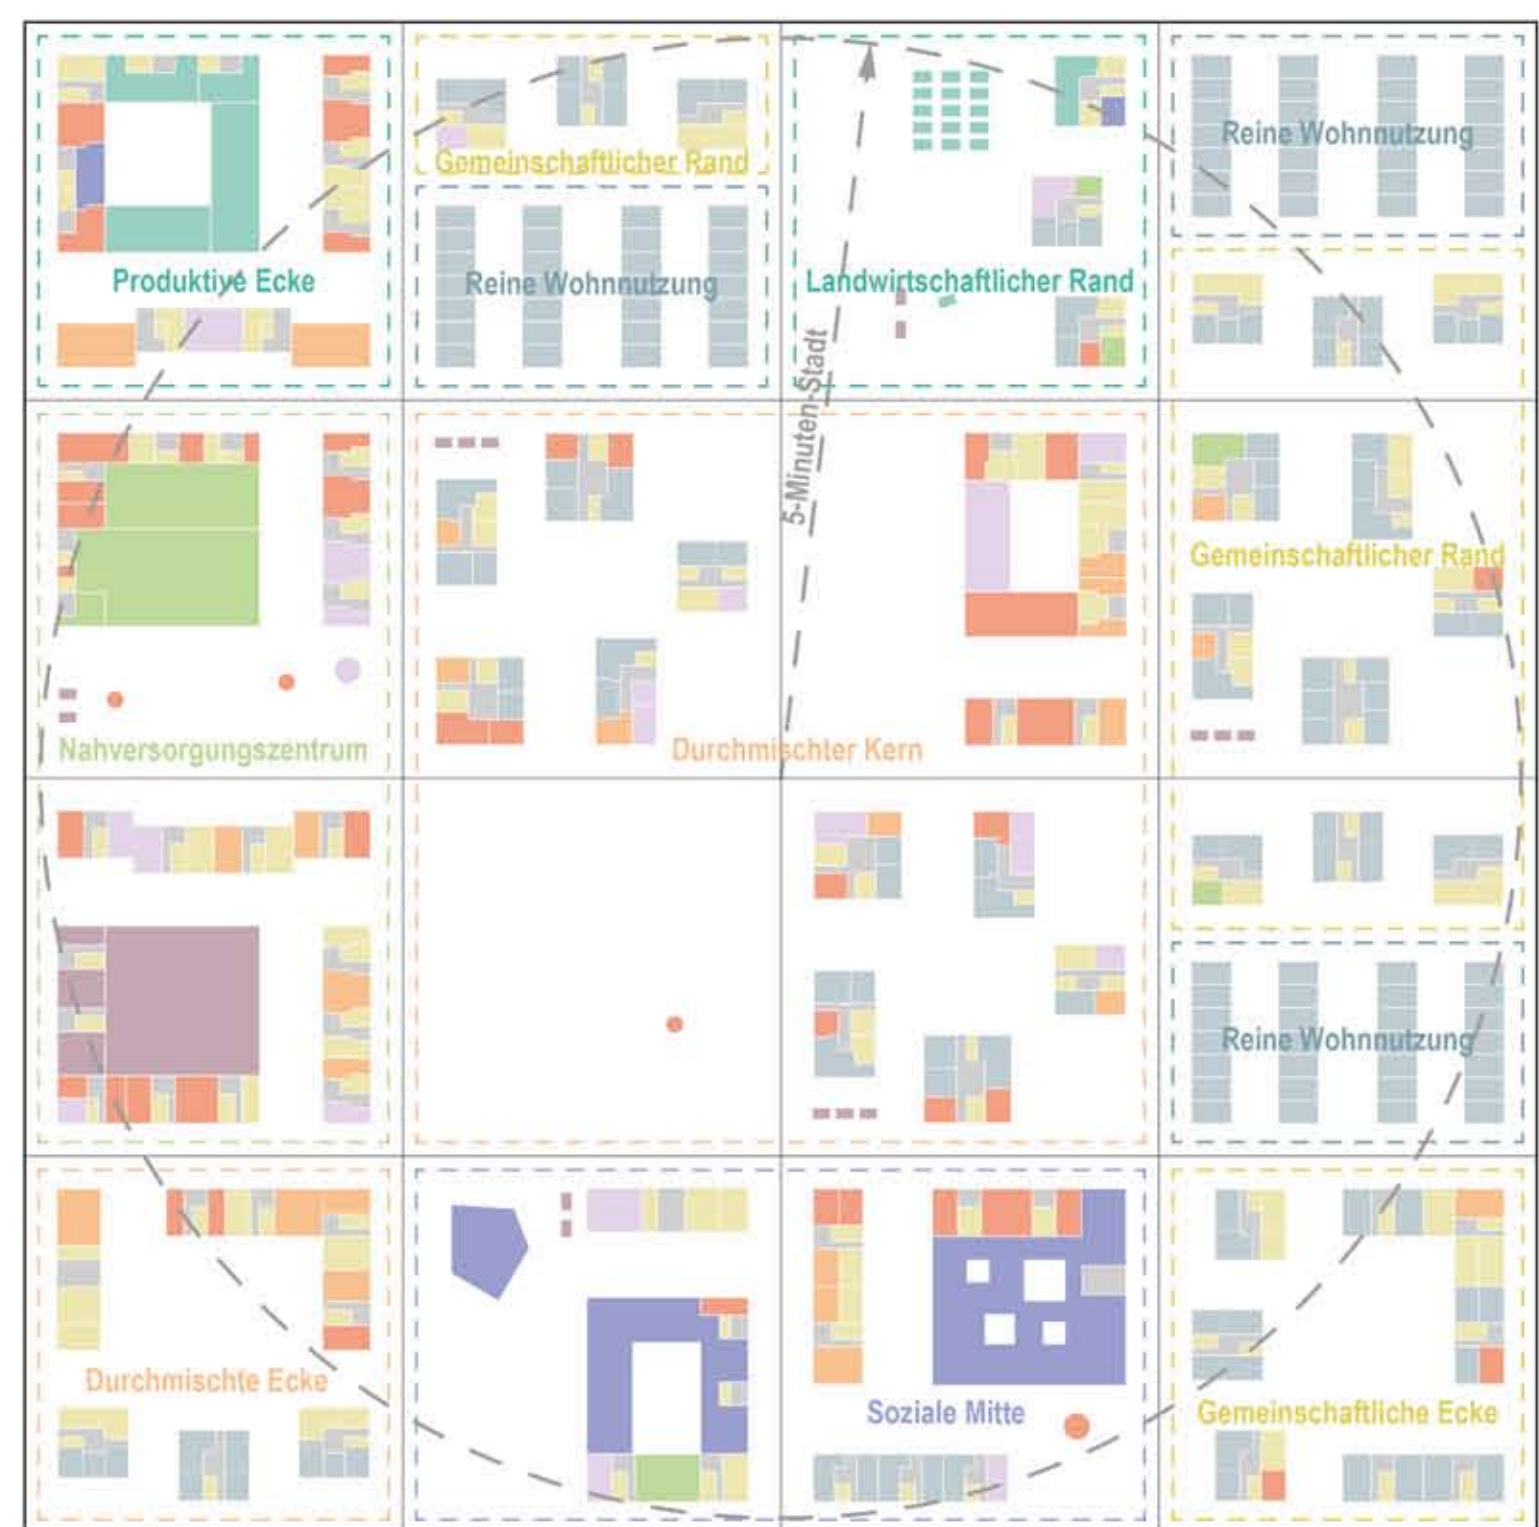 Gemeinschaftlicher Rand
Reine Wohnnutzung
Produktive Ecke
Reine Wohnnutzung
Landwirtschaftlicher Rand
5-Minuten-Stadt
Gemeinschaftlicher Rand
Nahversorgungszentrum
Durchmischter Kern
Reine Wohnnutzung
Durchmischte Ecke
Soziale Mitte
Gemeinschaftliche Ecke